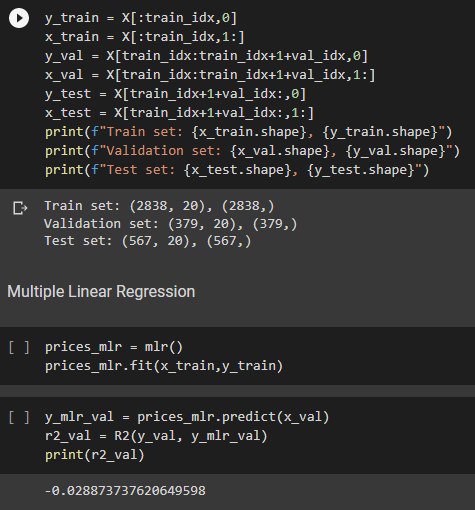 y_train = X[:train_idx,0]
x_train = X[:train_idx,1:]
y_val = X[train_idx:train_idx+1+val_idx,0]
x_val = X[train_idx:train_idx+1+val_idx,1:]
y_test = X[train_idx+1+val_idx:,0]
x_test = X[train_idx+1+val_idx:,1:]
print(f"Train set: {x_train.shape}, {y_train.shape}")
print(f"Validation set: {x_val.shape}, {y_val.shape}")
print(f"Test set: {x_test.shape}, {y_test.shape}")
Train set: (2838, 20), (2838,)
Validation set: (379, 20), (379,)
Test set: (567, 20), (567,)
Multiple Linear Regression
[ ] prices_mlr = mlr()
prices_mlr.fit(x_train,y_train)
[ ] y_mlr_val = prices_mlr.predict(x_val)
r2_val = R2(y_val, y_mlr_val)
print(r2_val)
-0.028873737620649598